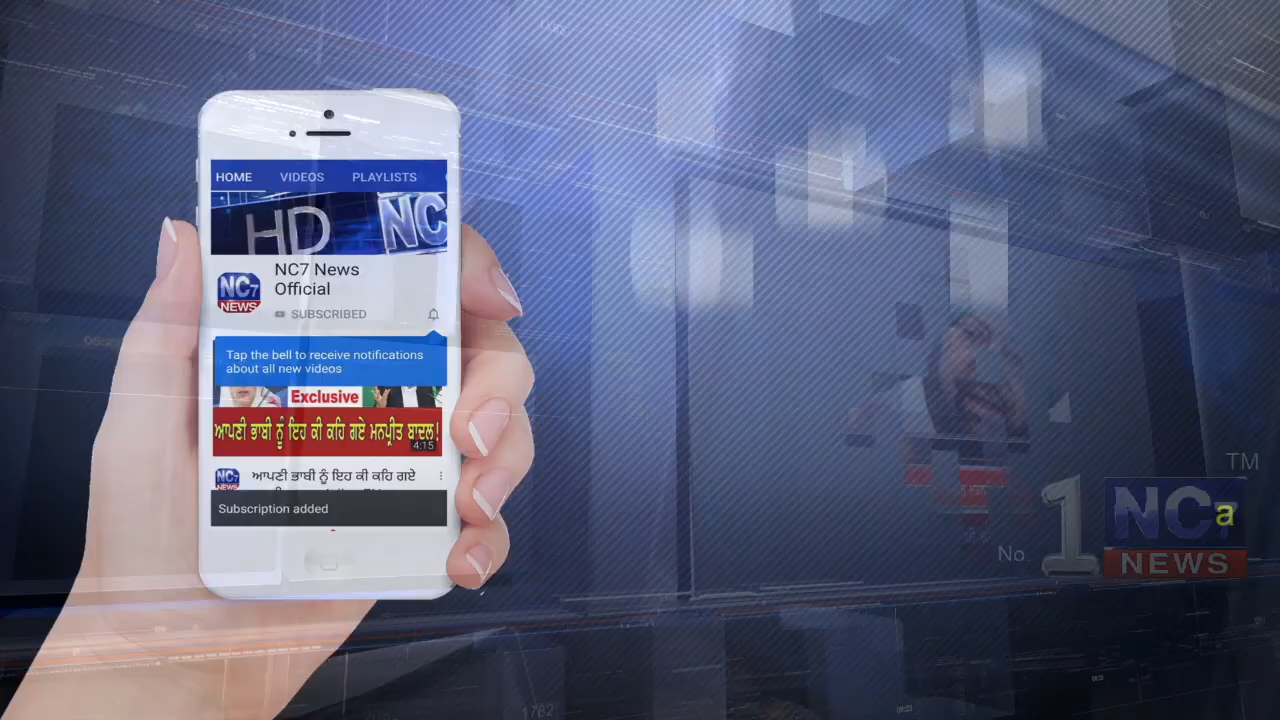 HOME VIDEOS PLAYLISTS
HD NC
NC7 News
Official
NC7
NEWS
SUBSCRIBED
Tap the bell to receive notifications
about all new videos
Exclusive
ਆਪਣੀ ਭਾਬੀ ਨੂੰ ਇਹ ਕੀ ਕਹਿ ਗਏ ਮਨਪ੍ਰੀਤ ਬਾਦਲ!
4:15
NC7
NEWS
ਆਪਣੀ ਭਾਬੀ ਨੂੰ ਇਹ ਕੀ ਕਹਿ ਗਏ
Subscription added
TM
No. 1 NC7
a
NEWS
1762